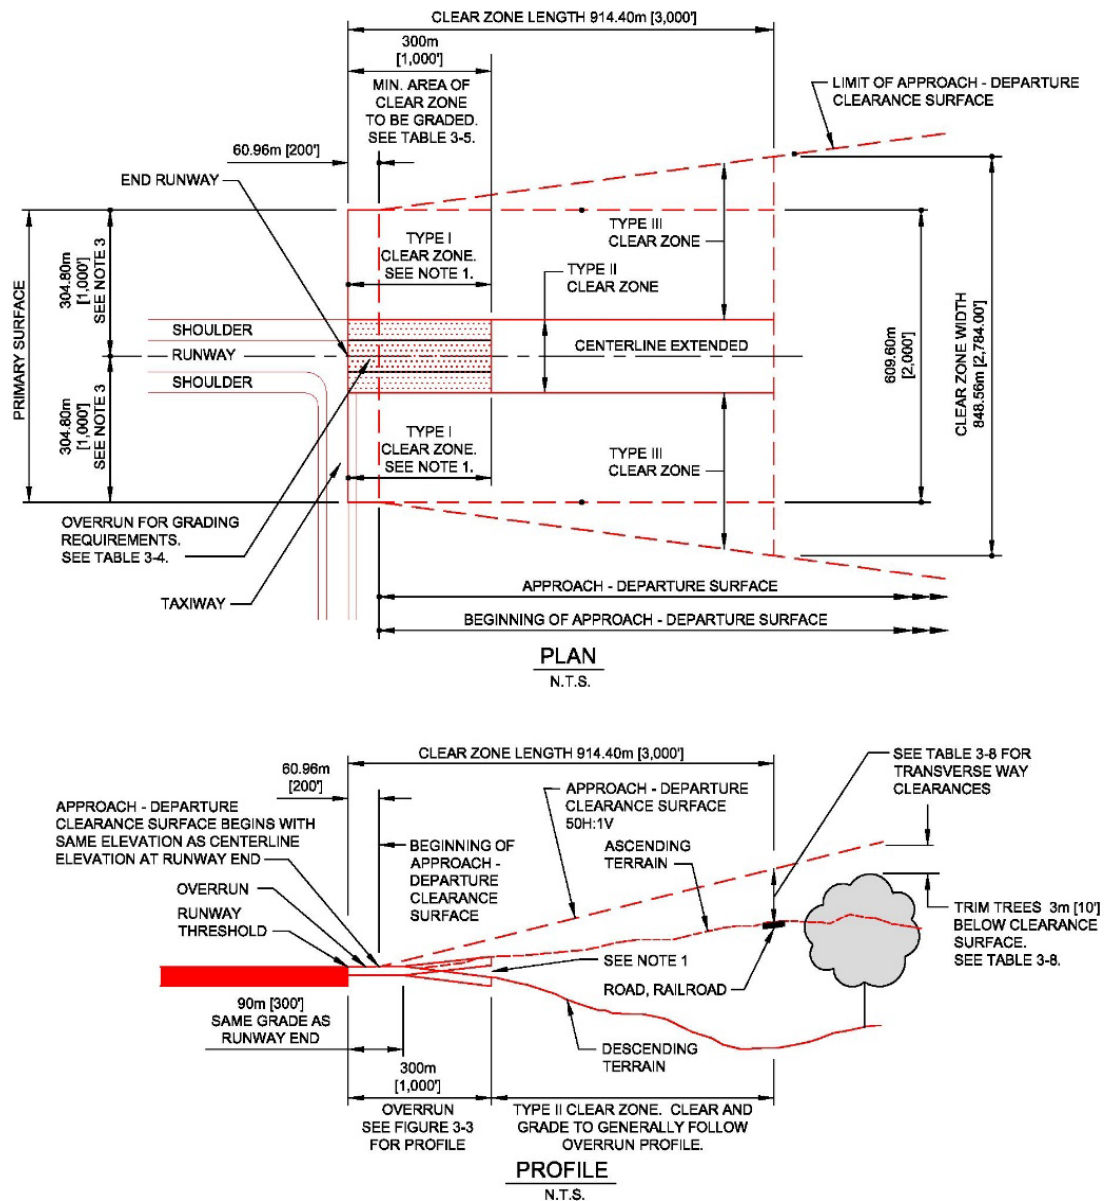 CLEAR ZONE LENGTH 914.40m [3,000']
300m
[1,000']
MIN. AREA OF
CLEAR ZONE
TO BE GRADED.
SEE TABLE 3-5.
LIMIT OF APPROACH - DEPARTURE
CLEARANCE SURFACE
60.96m [200']
END RUNWAY
PRIMARY SURFACE
304.80m
[1,000']
SEE NOTE 3
304.80m
[1,000']
SEE NOTE 3
TYPE I
CLEAR ZONE.
SEE NOTE 1.
TYPE III
CLEAR ZONE
TYPE II
CLEAR ZONE
SHOULDER
RUNWAY
SHOULDER
CENTERLINE EXTENDED
609.60m
[2,000']
CLEAR ZONE WIDTH
848.56m [2,784.00']
TYPE I
CLEAR ZONE.
SEE NOTE 1.
TYPE III
CLEAR ZONE
OVERRUN FOR GRADING
REQUIREMENTS.
SEE TABLE 3-4.
TAXIWAY
APPROACH - DEPARTURE SURFACE
BEGINNING OF APPROACH - DEPARTURE SURFACE
PLAN
N.T.S.
CLEAR ZONE LENGTH 914.40m [3,000']
60.96m
[200']
SEE TABLE 3-8 FOR
TRANSVERSE WAY
CLEARANCES
APPROACH - DEPARTURE
CLEARANCE SURFACE BEGINS WITH
SAME ELEVATION AS CENTERLINE
ELEVATION AT RUNWAY END
APPROACH - DEPARTURE
CLEARANCE SURFACE
50H:1V
BEGINNING OF
APPROACH -
DEPARTURE
CLEARANCE
SURFACE
ASCENDING
TERRAIN
OVERRUN
RUNWAY
THRESHOLD
TRIM TREES 3m [10']
BELOW CLEARANCE
SURFACE.
SEE TABLE 3-8.
SEE NOTE 1
ROAD, RAILROAD
90m [300']
SAME GRADE AS
RUNWAY END
DESCENDING
TERRAIN
300m
[1,000']
OVERRUN
SEE FIGURE 3-3
FOR PROFILE
TYPE II CLEAR ZONE. CLEAR AND
GRADE TO GENERALLY FOLLOW
OVERRUN PROFILE.
PROFILE
N.T.S.